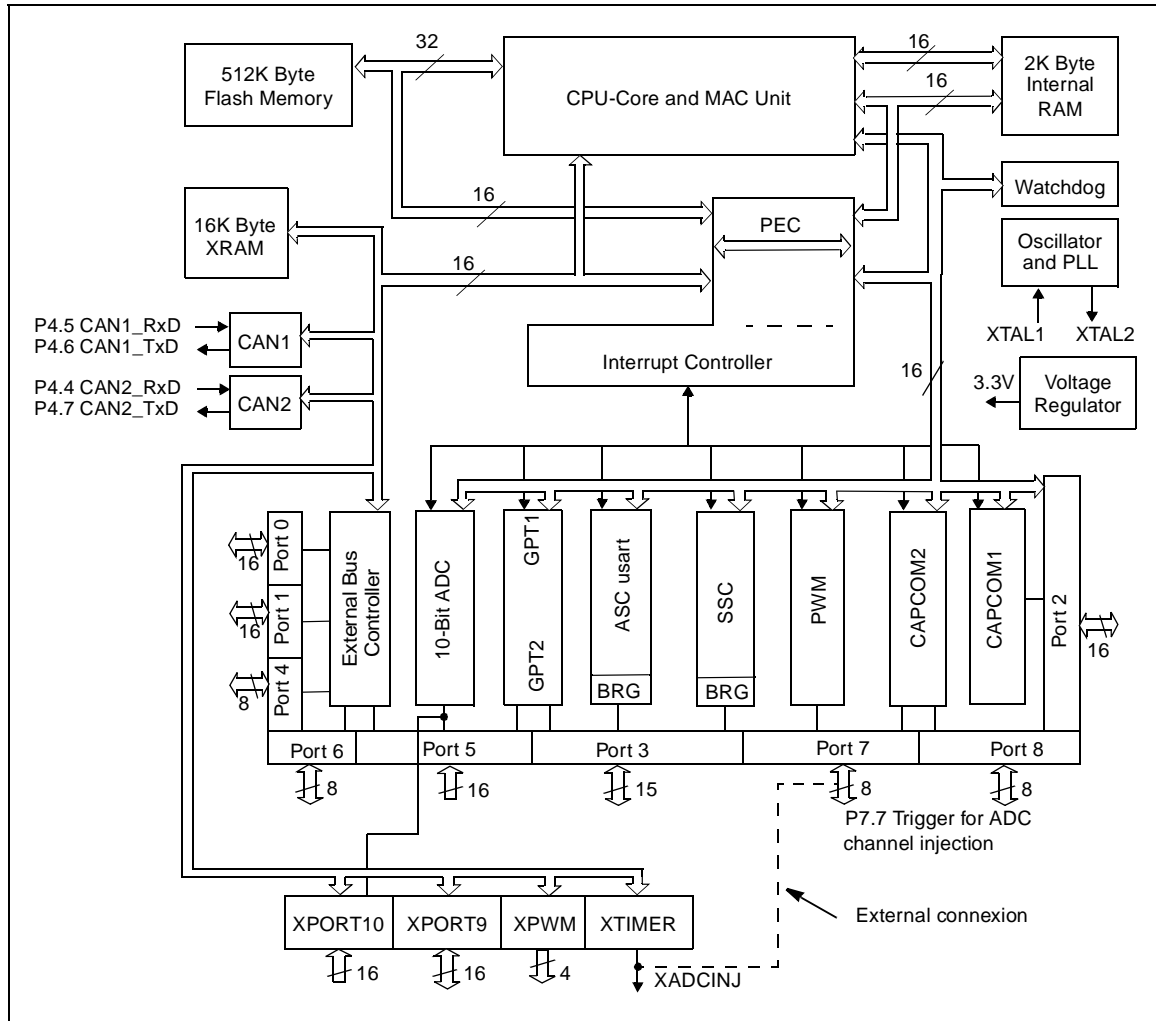 32
16
512K Byte
Flash Memory
CPU-Core and MAC Unit
2K Byte
Internal
RAM
16
16
Watchdog
16K Byte
XRAM
PEC
Oscillator
and PLL
16
P4.5 CAN1_RxD
P4.6 CAN1_TxD
CAN1
XTAL1
XTAL2
Interrupt Controller
16
P4.4 CAN2_RxD
P4.7 CAN2_TxD
CAN2
3.3V
Voltage
Regulator
Port 0
16
Port 1
16
Port 4
8
External Bus
Controller
10-Bit ADC
GPT1
GPT2
ASC usart
BRG
SSC
BRG
PWM
CAPCOM2
CAPCOM1
Port 2
16
Port 6
Port 5
Port 3
Port 7
Port 8
8
16
15
8
8
P7.7 Trigger for ADC
channel injection
External connexion
XPORT10
XPORT9
XPWM
XTIMER
16
16
4
XADCINJ